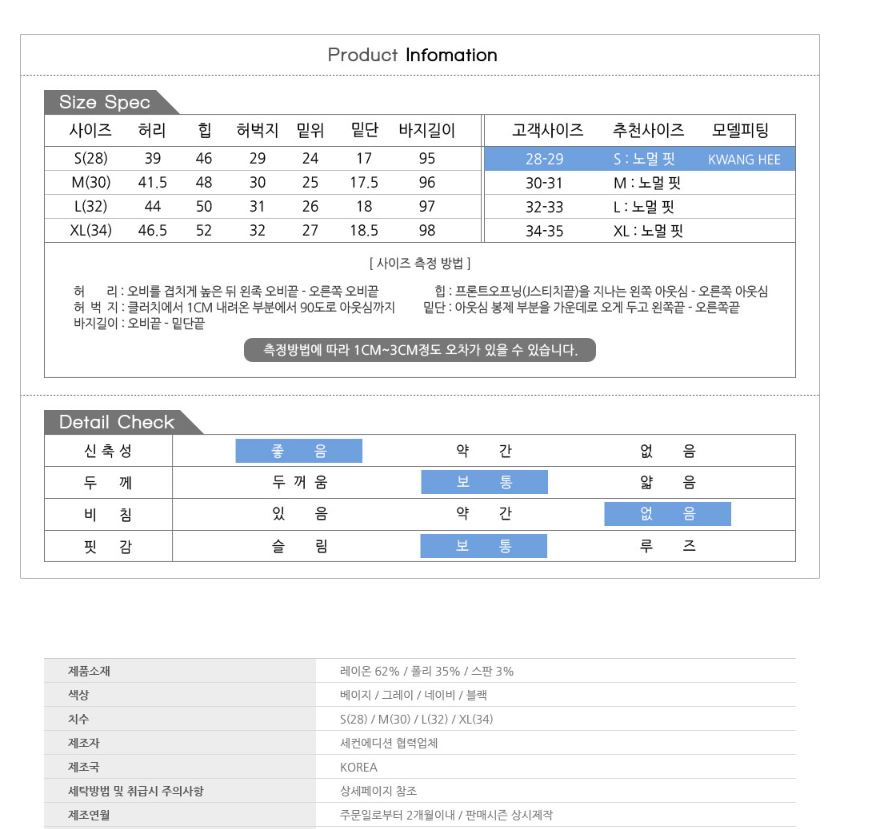 Product Infomation
Size Spec
사이즈 허리 힙 허벅지 밑위 밑단 바지길이 고객사이즈 추천사이즈 모델피팅
S(28) 39 46 29 24 17 95 28-29 S : 노멀 핏 KWANG HEE
M(30) 41.5 48 30 25 17.5 96 30-31 M : 노멀 핏
L(32) 44 50 31 26 18 97 32-33 L : 노멀 핏
XL(34) 46.5 52 32 27 18.5 98 34-35 XL : 노멀 핏
[ 사이즈 측정 방법 ]
허 리 : 오비를 겹치게 높은 뒤 왼쪽 오비끝 - 오른쪽 오비끝 힙 : 프론트오프닝(J스티치끝)을 지나는 왼쪽 아웃심 - 오른쪽 아웃심
허 벅 지 : 클러치에서 1CM 내려온 부분에서 90도로 아웃심까지 밑단 : 아웃심 봉제 부분을 가운데로 오게 두고 왼쪽끝 - 오른쪽끝
바지길이 : 오비끝 - 밑단끝
측정방법에 따라 1CM~3CM정도 오차가 있을 수 있습니다.
Detail Check
신 축 성 좋 음 약 간 없 음
두 께 두 꺼 움 보 통 얇 음
비 침 있 음 약 간 없 음
핏 감 슬 림 보 통 루 즈
제품소재 레이온 62% / 폴리 35% / 스판 3%
색상 베이지 / 그레이 / 네이비 / 블랙
치수 S(28) / M(30) / L(32) / XL(34)
제조자 세컨에디션 협력업체
제조국 KOREA
세탁방법 및 취급시 주의사항 상세페이지 참조
제조연월 주문일로부터 2개월이내 / 판매시즌 상시제작